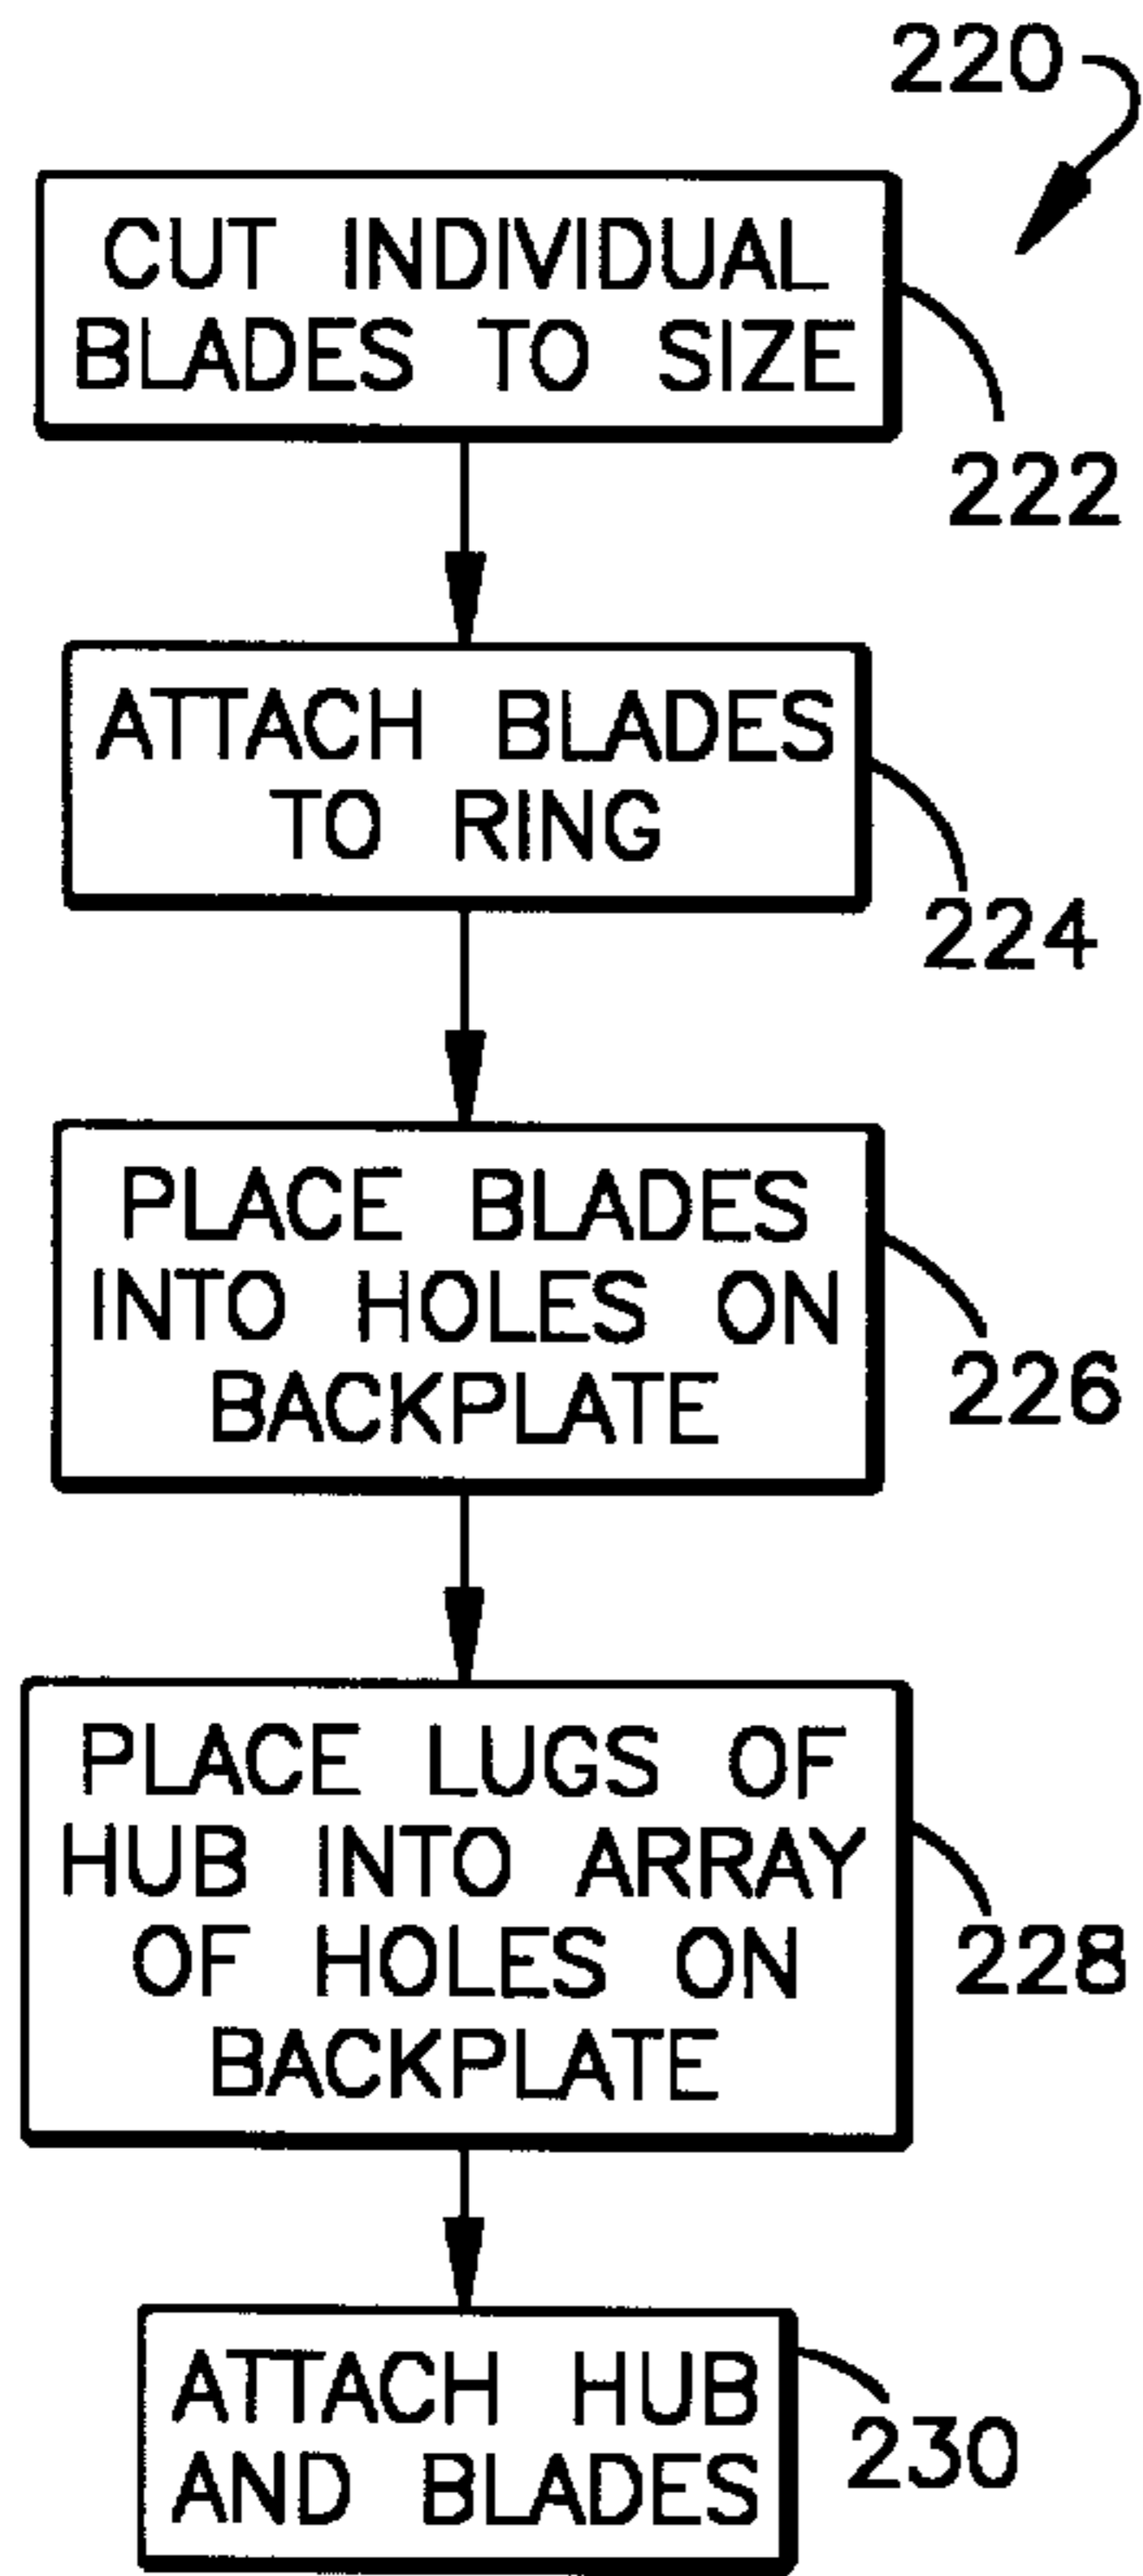 220
CUT INDIVIDUAL
BLADES TO SIZE
222
ATTACH BLADES
TO RING
224
PLACE BLADES
INTO HOLES ON
BACKPLATE
226
PLACE LUGS OF
HUB INTO ARRAY
OF HOLES ON
BACKPLATE
228
ATTACH HUB
AND BLADES
230